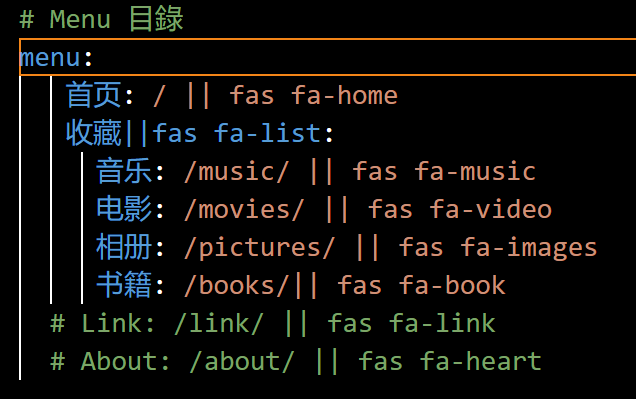 # Menu 目錄
menu:
首页: / || fas fa-home
收藏||fas fa-list:
音乐: /music/ || fas fa-music
电影: /movies/ || fas fa-video
相册: /pictures/ || fas fa-images
书籍: /books/|| fas fa-book
# Link: /link/ || fas fa-link
# About: /about/ || fas fa-heart